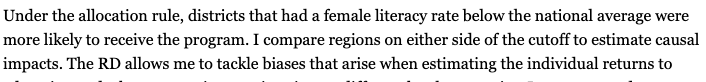 Under the allocation rule, districts that had a female literacy rate below the national average were
more likely to receive the program. I compare regions on either side of the cutoff to estimate causal
impacts. The RD allows me to tackle biases that arise when estimating the individual returns to